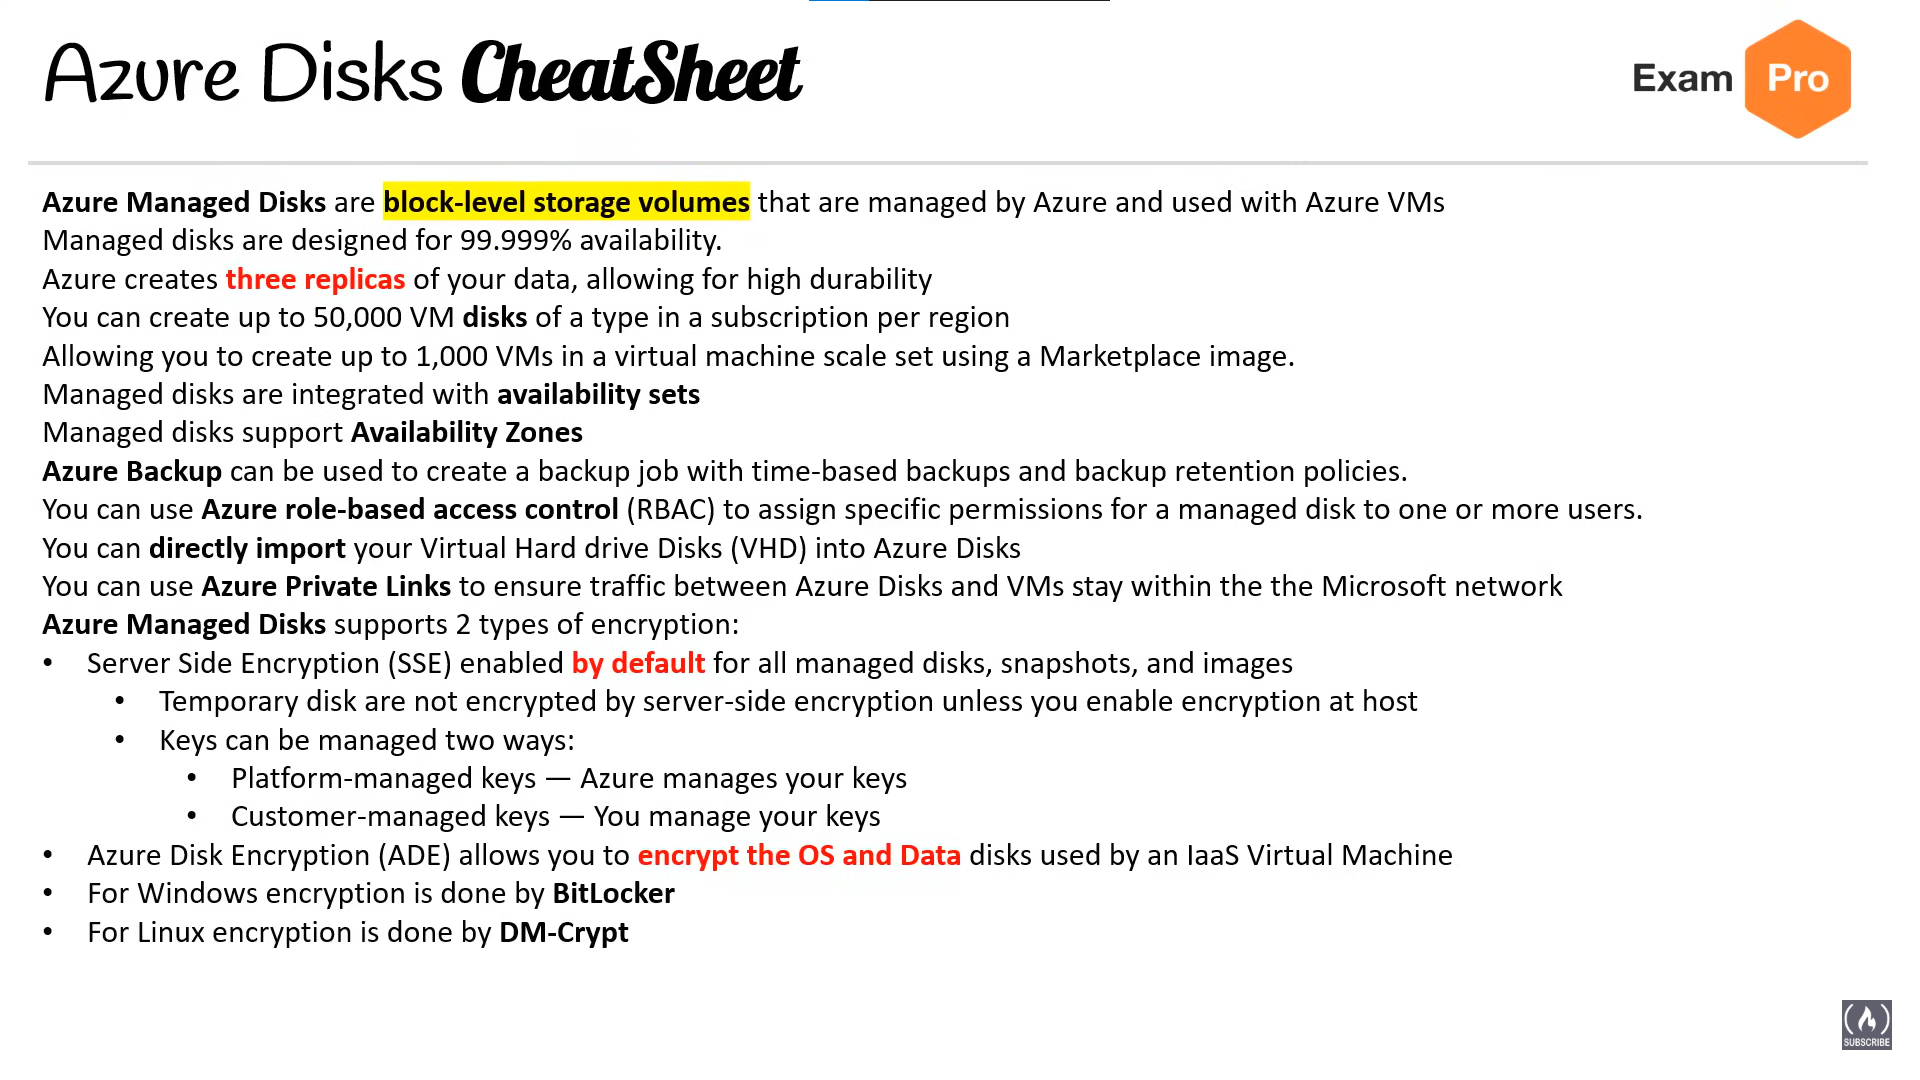 Azure Disks CheatSheet
Exam Pro
Azure Managed Disks are block-level storage volumes that are managed by Azure and used with Azure VMs
Managed disks are designed for 99.999% availability.
Azure creates three replicas of your data, allowing for high durability
You can create up to 50,000 VM disks of a type in a subscription per region
Allowing you to create up to 1,000 VMs in a virtual machine scale set using a Marketplace image.
Managed disks are integrated with availability sets
Managed disks support Availability Zones
Azure Backup can be used to create a backup job with time-based backups and backup retention policies.
You can use Azure role-based access control (RBAC) to assign specific permissions for a managed disk to one or more users.
You can directly import your Virtual Hard drive Disks (VHD) into Azure Disks
You can use Azure Private Links to ensure traffic between Azure Disks and VMs stay within the the Microsoft network
Azure Managed Disks supports 2 types of encryption:
• Server Side Encryption (SSE) enabled by default for all managed disks, snapshots, and images
• Temporary disk are not encrypted by server-side encryption unless you enable encryption at host
• Keys can be managed two ways:
• Platform-managed keys — Azure manages your keys
• Customer-managed keys — You manage your keys
• Azure Disk Encryption (ADE) allows you to encrypt the OS and Data disks used by an IaaS Virtual Machine
• For Windows encryption is done by BitLocker
• For Linux encryption is done by DM-Crypt
SUBSCRIBE